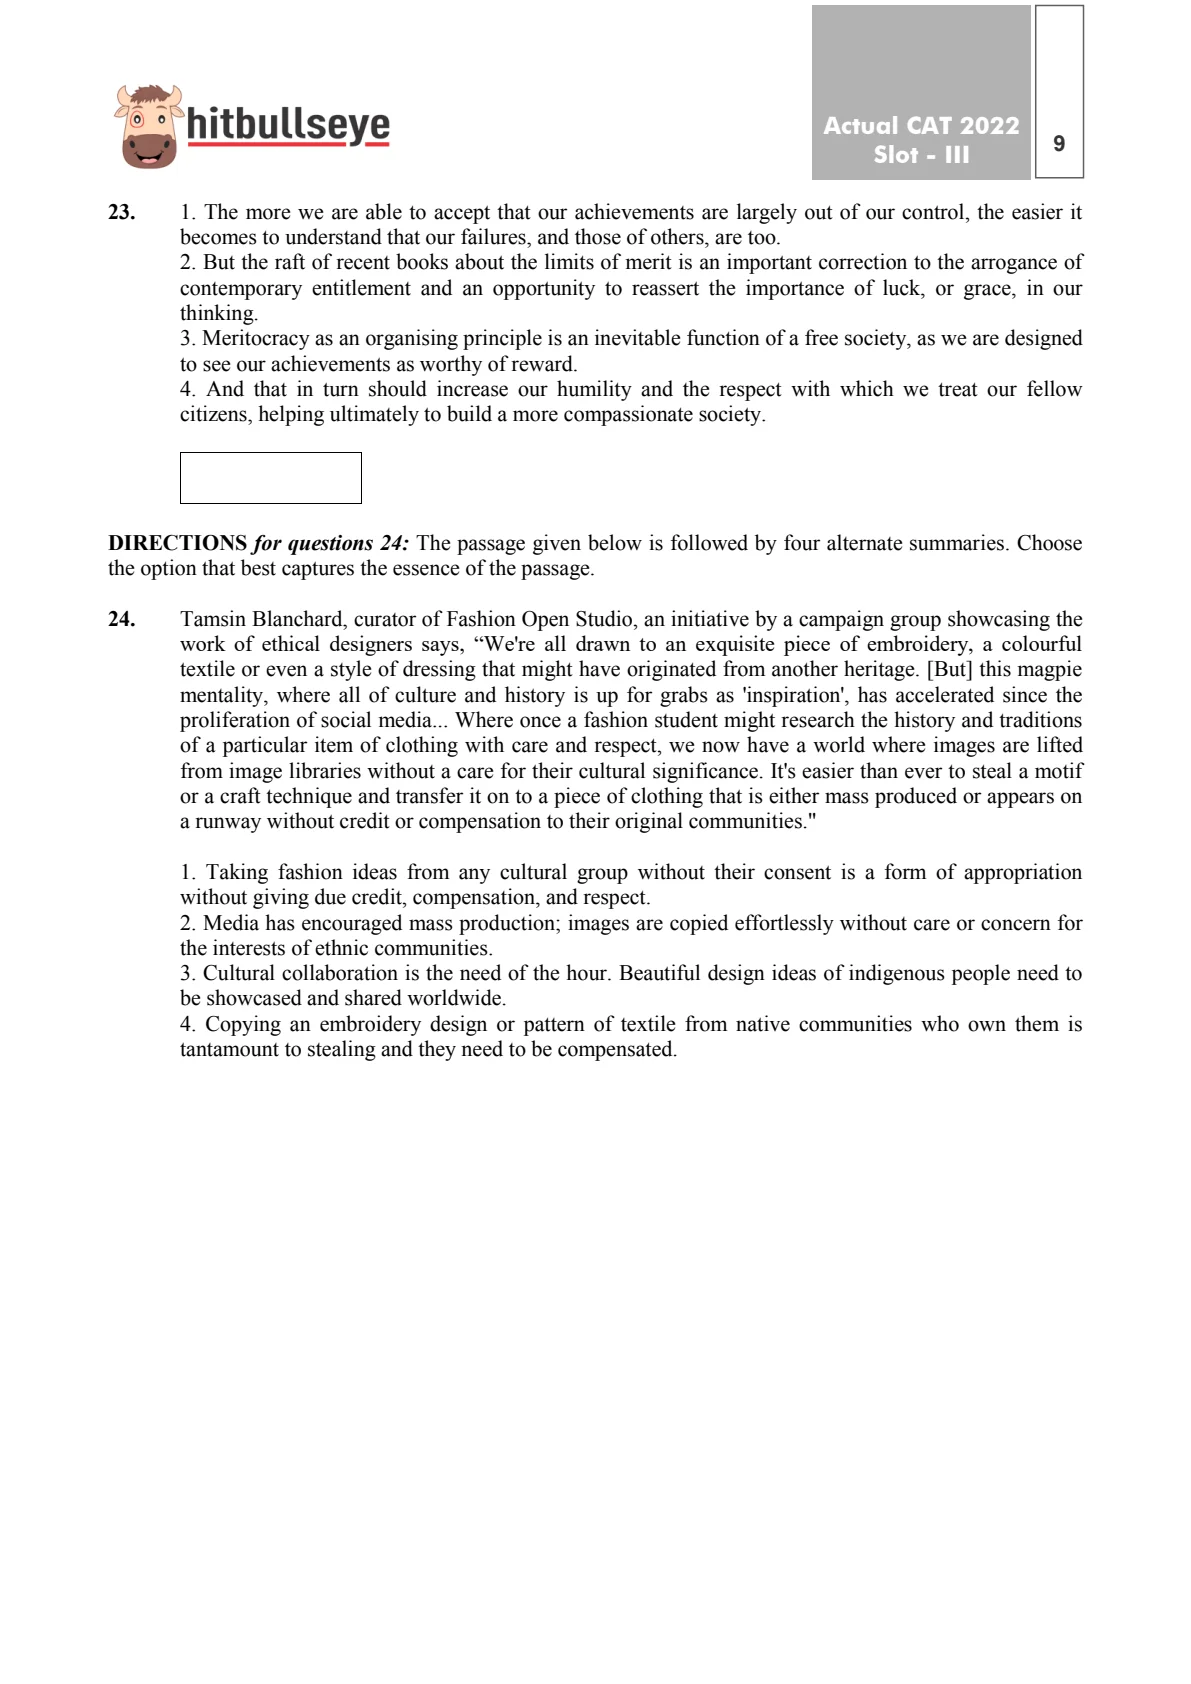 hitbullseye
Actual CAT 2022
Slot - III
9
23. 1. The more we are able to accept that our achievements are largely out of our control, the easier it
becomes to understand that our failures, and those of others, are too.
2. But the raft of recent books about the limits of merit is an important correction to the arrogance of
contemporary entitlement and an opportunity to reassert the importance of luck, or grace, in our
thinking.
3. Meritocracy as an organising principle is an inevitable function of a free society, as we are designed
to see our achievements as worthy of reward.
4. And that in turn should increase our humility and the respect with which we treat our fellow
citizens, helping ultimately to build a more compassionate society.
DIRECTIONS for questions 24: The passage given below is followed by four alternate summaries. Choose
the option that best captures the essence of the passage.
24. Tamsin Blanchard, curator of Fashion Open Studio, an initiative by a campaign group showcasing the
work of ethical designers says, “We're all drawn to an exquisite piece of embroidery, a colourful
textile or even a style of dressing that might have originated from another heritage. [But] this magpie
mentality, where all of culture and history is up for grabs as 'inspiration', has accelerated since the
proliferation of social media... Where once a fashion student might research the history and traditions
of a particular item of clothing with care and respect, we now have a world where images are lifted
from image libraries without a care for their cultural significance. It's easier than ever to steal a motif
or a craft technique and transfer it on to a piece of clothing that is either mass produced or appears on
a runway without credit or compensation to their original communities."
1. Taking fashion ideas from any cultural group without their consent is a form of appropriation
without giving due credit, compensation, and respect.
2. Media has encouraged mass production; images are copied effortlessly without care or concern for
the interests of ethnic communities.
3. Cultural collaboration is the need of the hour. Beautiful design ideas of indigenous people need to
be showcased and shared worldwide.
4. Copying an embroidery design or pattern of textile from native communities who own them is
tantamount to stealing and they need to be compensated.